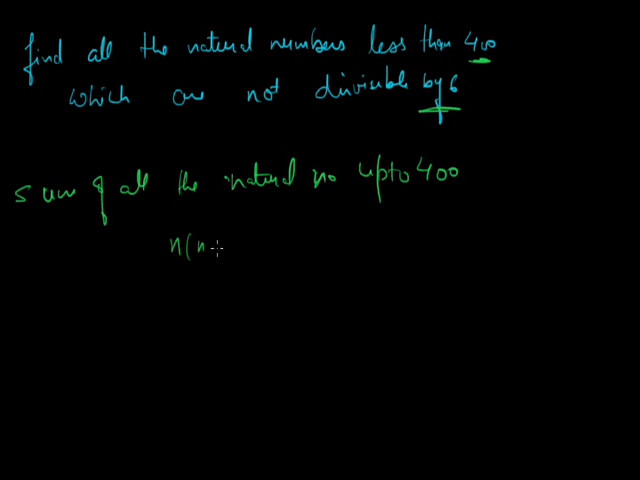 find all the natural numbers less than 400
which are not divisible by 6
sum of all the natural no upto 400
n(n